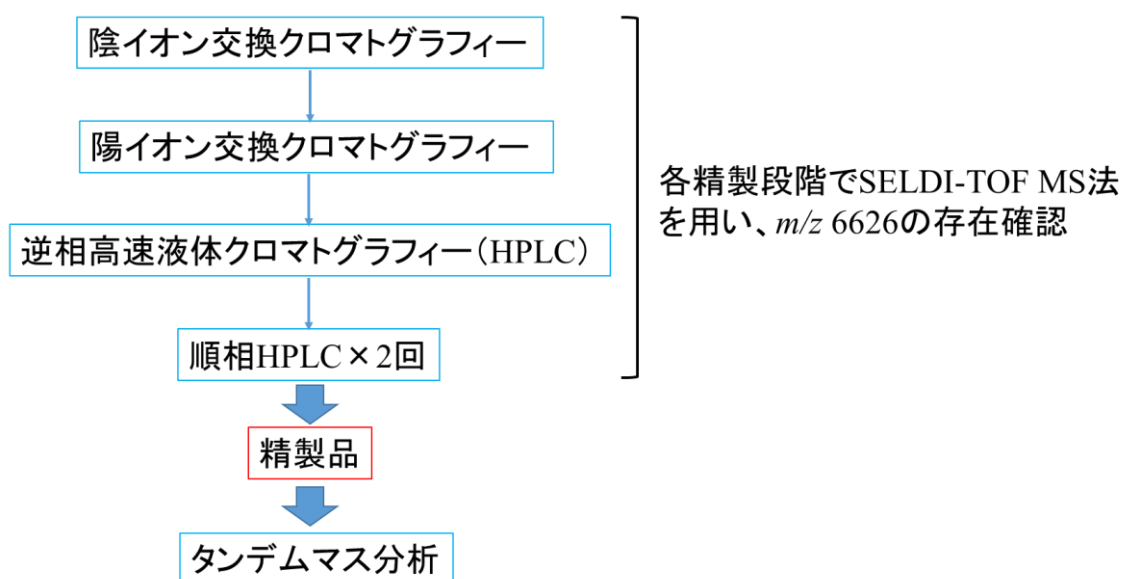 陰イオン交換クロマトグラフィー
陽イオン交換クロマトグラフィー
逆相高速液体クロマトグラフィー(HPLC)
順相HPLC×2回
各精製段階でSELDI-TOF MS法
を用い、m/z 6626の存在確認
精製品
タンデムマス分析